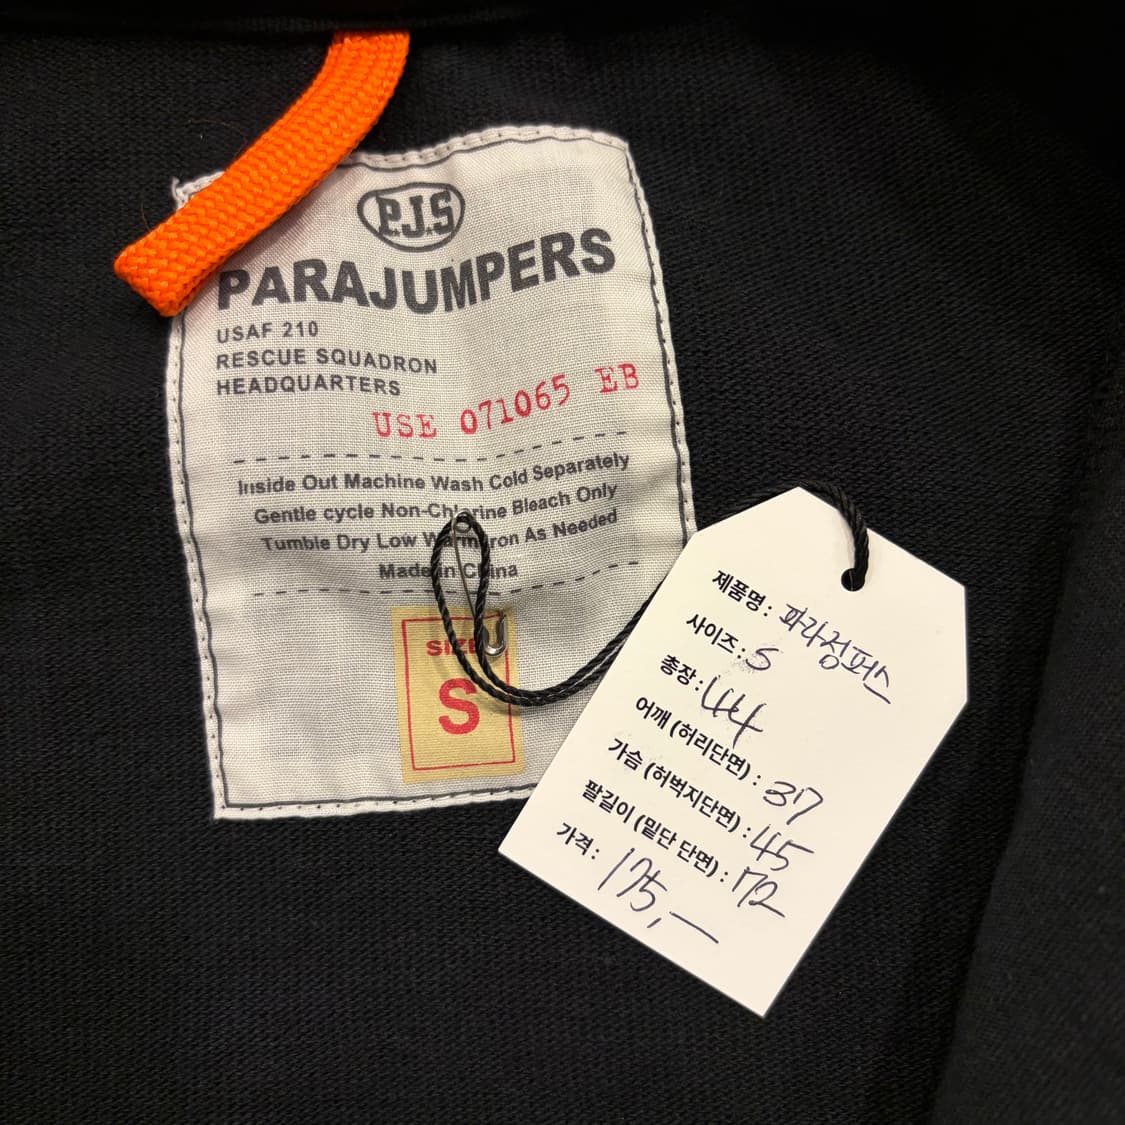 P.J.S
PARAJUMPERS
USAF 210
RESCUE SQUADRON
HEADQUARTERS
USE 071065 EB
Inside Out Machine Wash Cold Separately
Gentle cycle Non-Chlorine Bleach Only
Tumble Dry Low Warm Iron As Needed
Made in China
SIZE
S
제품명 : 파라점퍼스
사이즈 : S
총장 : 44
어깨 (허리단면) : 37
가슴 (허벅지단면) : 45
팔길이 (밑단 단면) : 72
가격 : 175,-